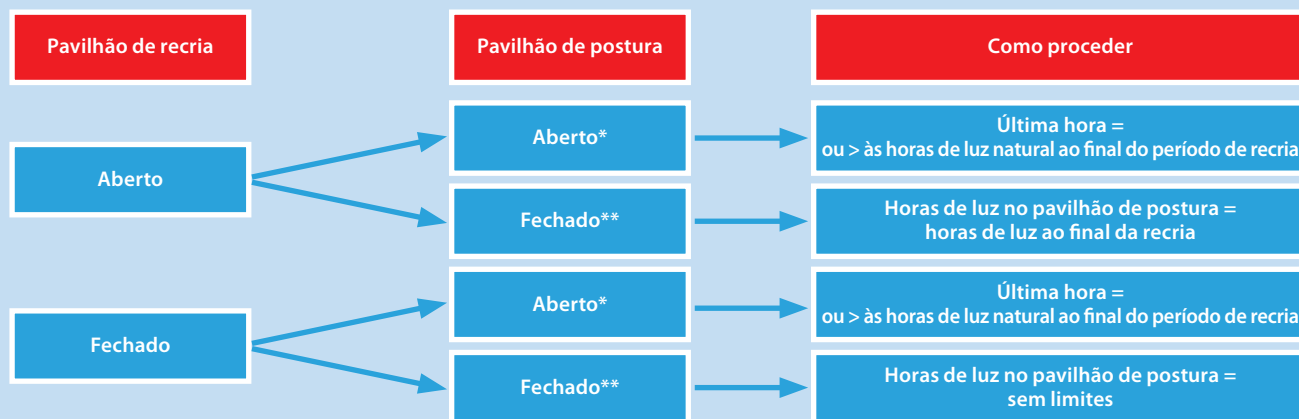 Pavilhão de recria
Pavilhão de postura
Como proceder
Aberto
Aberto*
Última hora =
ou > às horas de luz natural ao final do período de recria
Fechado**
Horas de luz no pavilhão de postura =
horas de luz ao final da recria
Fechado
Aberto*
Última hora =
ou > às horas de luz natural ao final do período de recria
Fechado**
Horas de luz no pavilhão de postura =
sem limites